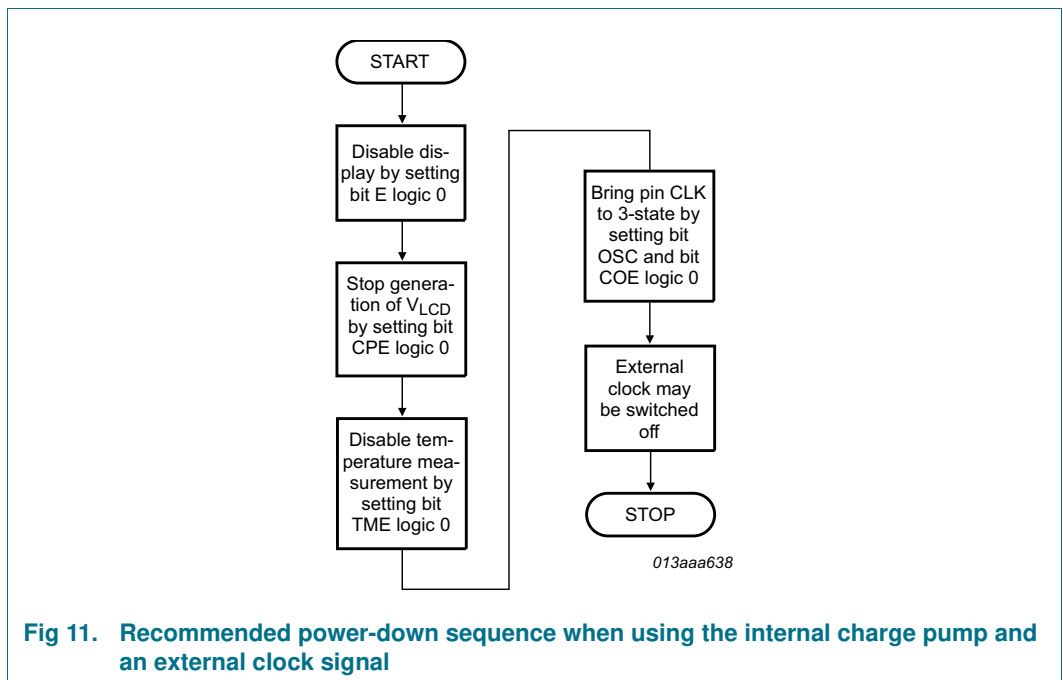 START
Disable dis-
play by setting
bit E logic 0
Stop genera-
tion of VLCD
by setting bit
CPE logic 0
Disable tem-
perature mea-
surement by
setting bit
TME logic 0
Bring pin CLK
to 3-state by
setting bit
OSC and bit
COE logic 0
External
clock may
be switched
off
STOP
013aaa638
Fig 11. Recommended power-down sequence when using the internal charge pump and
an external clock signal